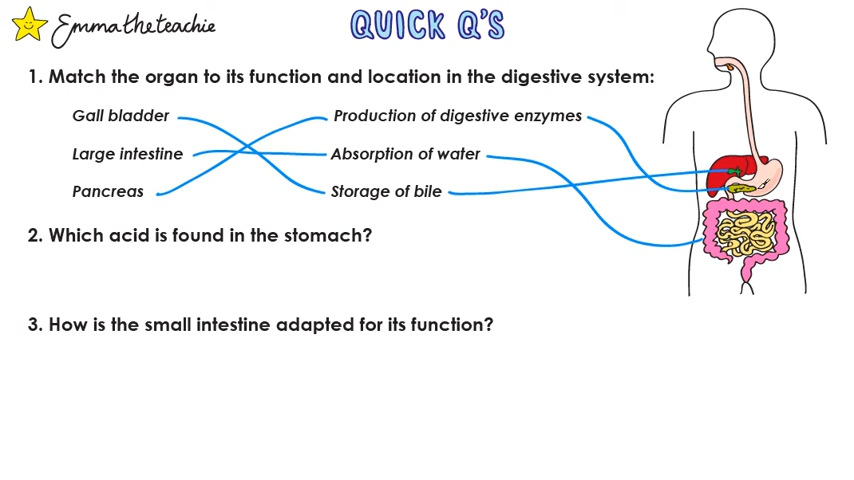 Emmatheteachie
QUICK Q'S
1. Match the organ to its function and location in the digestive system:
Gall bladder
Production of digestive enzymes
Large intestine
Absorption of water
Pancreas
Storage of bile
2. Which acid is found in the stomach?
3. How is the small intestine adapted for its function?